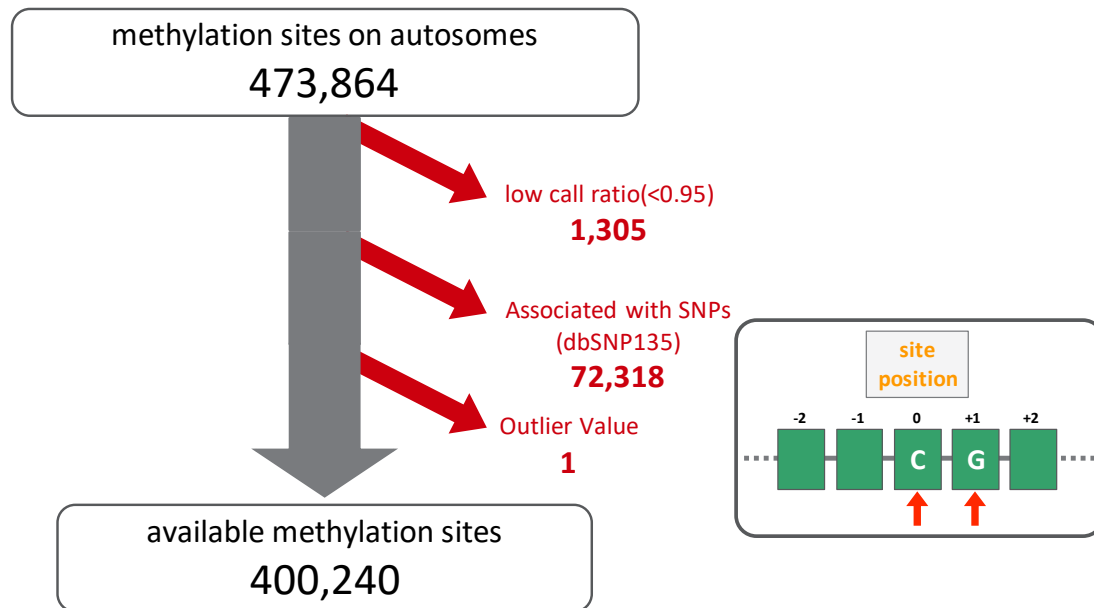 methylation sites on autosomes
473,864
low call ratio(<0.95)
1,305
Associated with SNPs
(dbSNP135)
72,318
Outlier Value
1
available methylation sites
400,240
site
position
-2 -1 0 +1 +2
C G